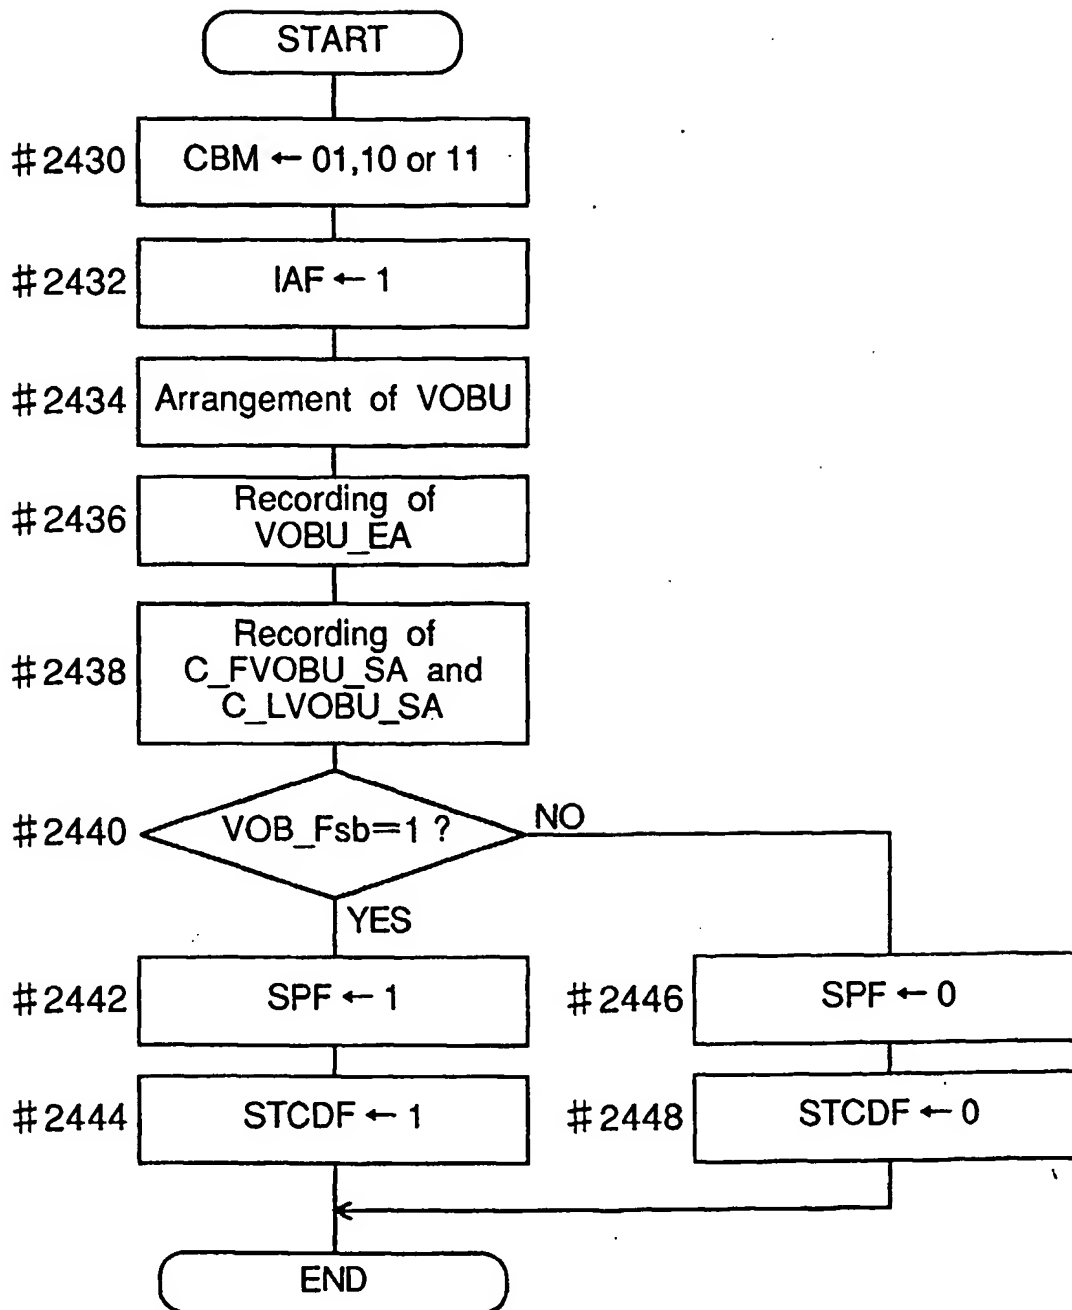 START
#2430
CBM ← 01,10 or 11
#2432
IAF ← 1
#2434
Arrangement of VOBU
#2436
Recording of
VOBU_EA
#2438
Recording of
C_FVOBU_SA and
C_LVOBU_SA
#2440
VOB_Fsb=1 ?
NO
YES
#2442
SPF ← 1
#2446
SPF ← 0
#2444
STCDF ← 1
#2448
STCDF ← 0
END